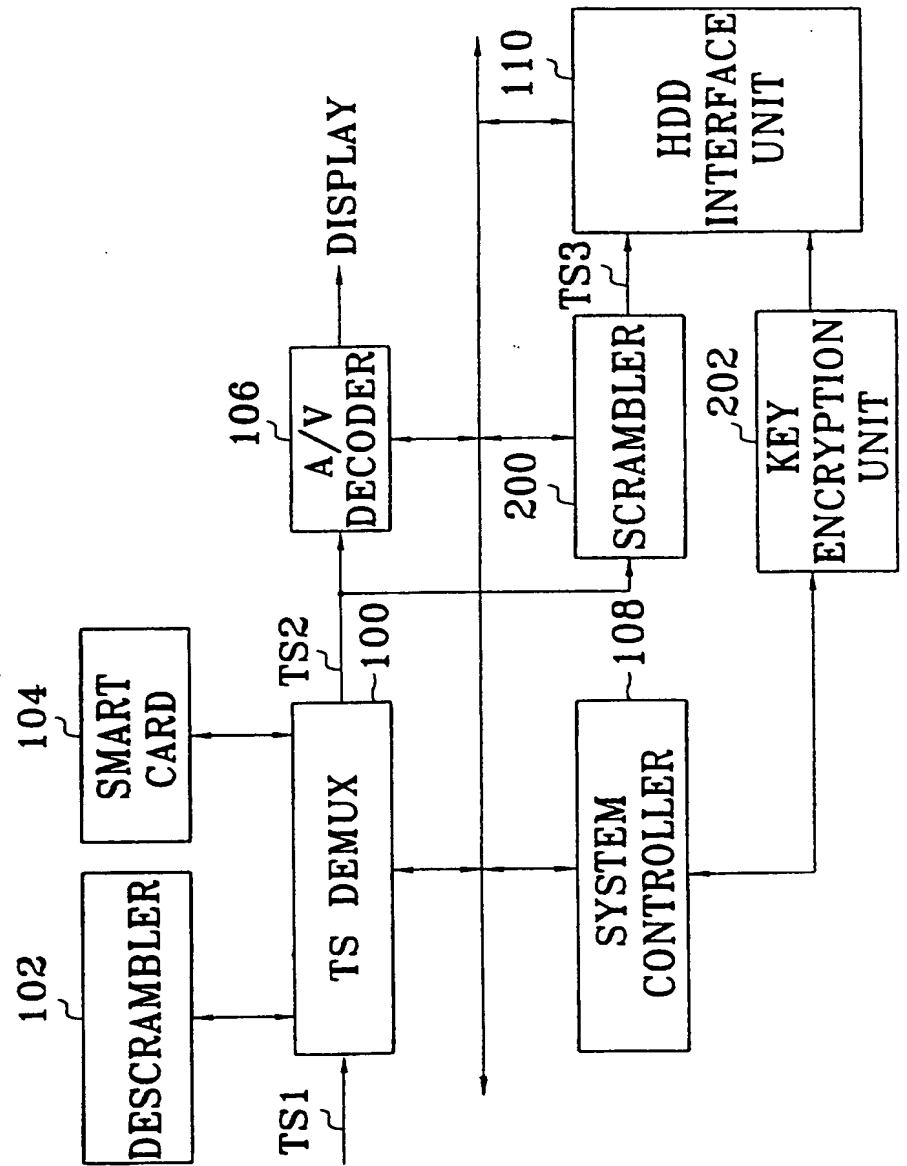 102
DESCRAMBLER
104
SMART
CARD
TS1
TS DEMUX
100
TS2
106
A/V
DECODER
DISPLAY
108
SYSTEM
CONTROLLER
200
SCRAMBLER
TS3
110
HDD
INTERFACE
UNIT
202
KEY
ENCRYPTION
UNIT